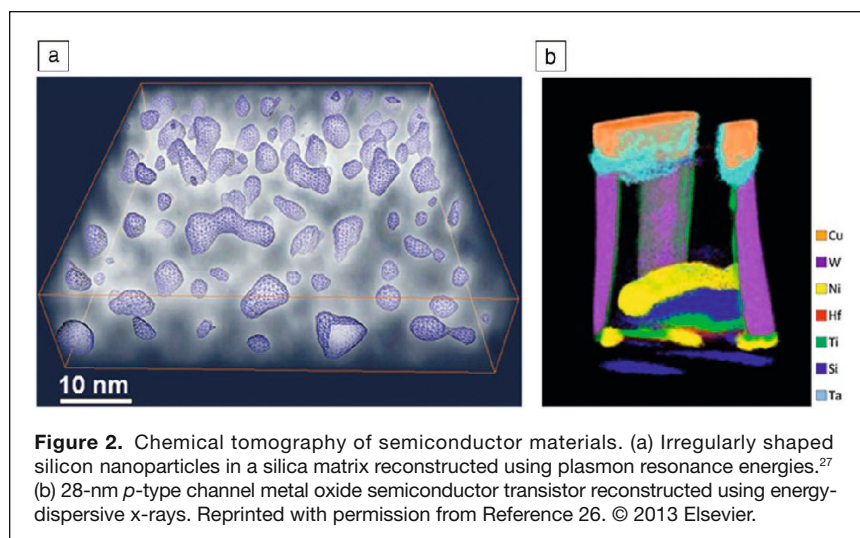 a
b
10 nm
Cu
W
Ni
Hf
Ti
Si
Ta
Figure 2. Chemical tomography of semiconductor materials. (a) Irregularly shaped
silicon nanoparticles in a silica matrix reconstructed using plasmon resonance energies.27
(b) 28-nm p-type channel metal oxide semiconductor transistor reconstructed using energy-
dispersive x-rays. Reprinted with permission from Reference 26. © 2013 Elsevier.